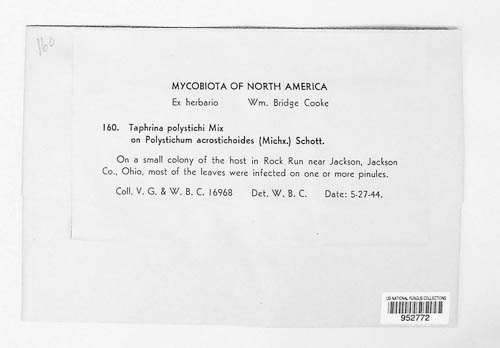 160
MYCOBIOTA OF NORTH AMERICA
Ex herbario Wm. Bridge Cooke
160. Taphrina polystichi Mix
on Polystichum acrostichoides (Michx.) Schott.
On a small colony of the host in Rock Run near Jackson, Jackson
Co., Ohio, most of the leaves were infected on one or more pinules.
Coll. V. G. & W. B. C. 16968 Det. W. B. C. Date: 5-27-44.
US NATIONAL FUNGUS COLLECTIONS
952772